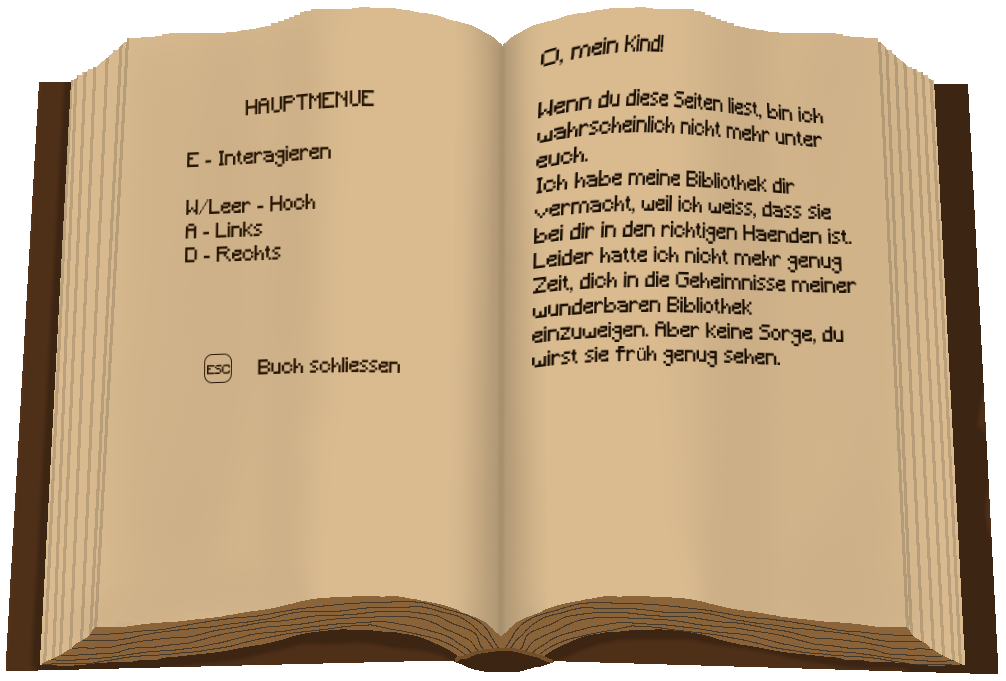 HAUPTMENUE
E - Interagieren
W/Leer - Hoch
A - Links
D - Rechts
ESC Buch schliessen
O, mein Kind!
Wenn du diese Seiten liest, bin ich
wahrscheinlich nicht mehr unter
euch.
Ich habe meine Bibliothek dir
vermacht, weil ich weiss, dass sie
bei dir in den richtigen Haenden ist.
Leider hatte ich nicht mehr genug
Zeit, dich in die Geheimnisse meiner
wunderbaren Bibliothek
einzuweigen. Aber keine Sorge, du
wirst sie früh genug sehen.